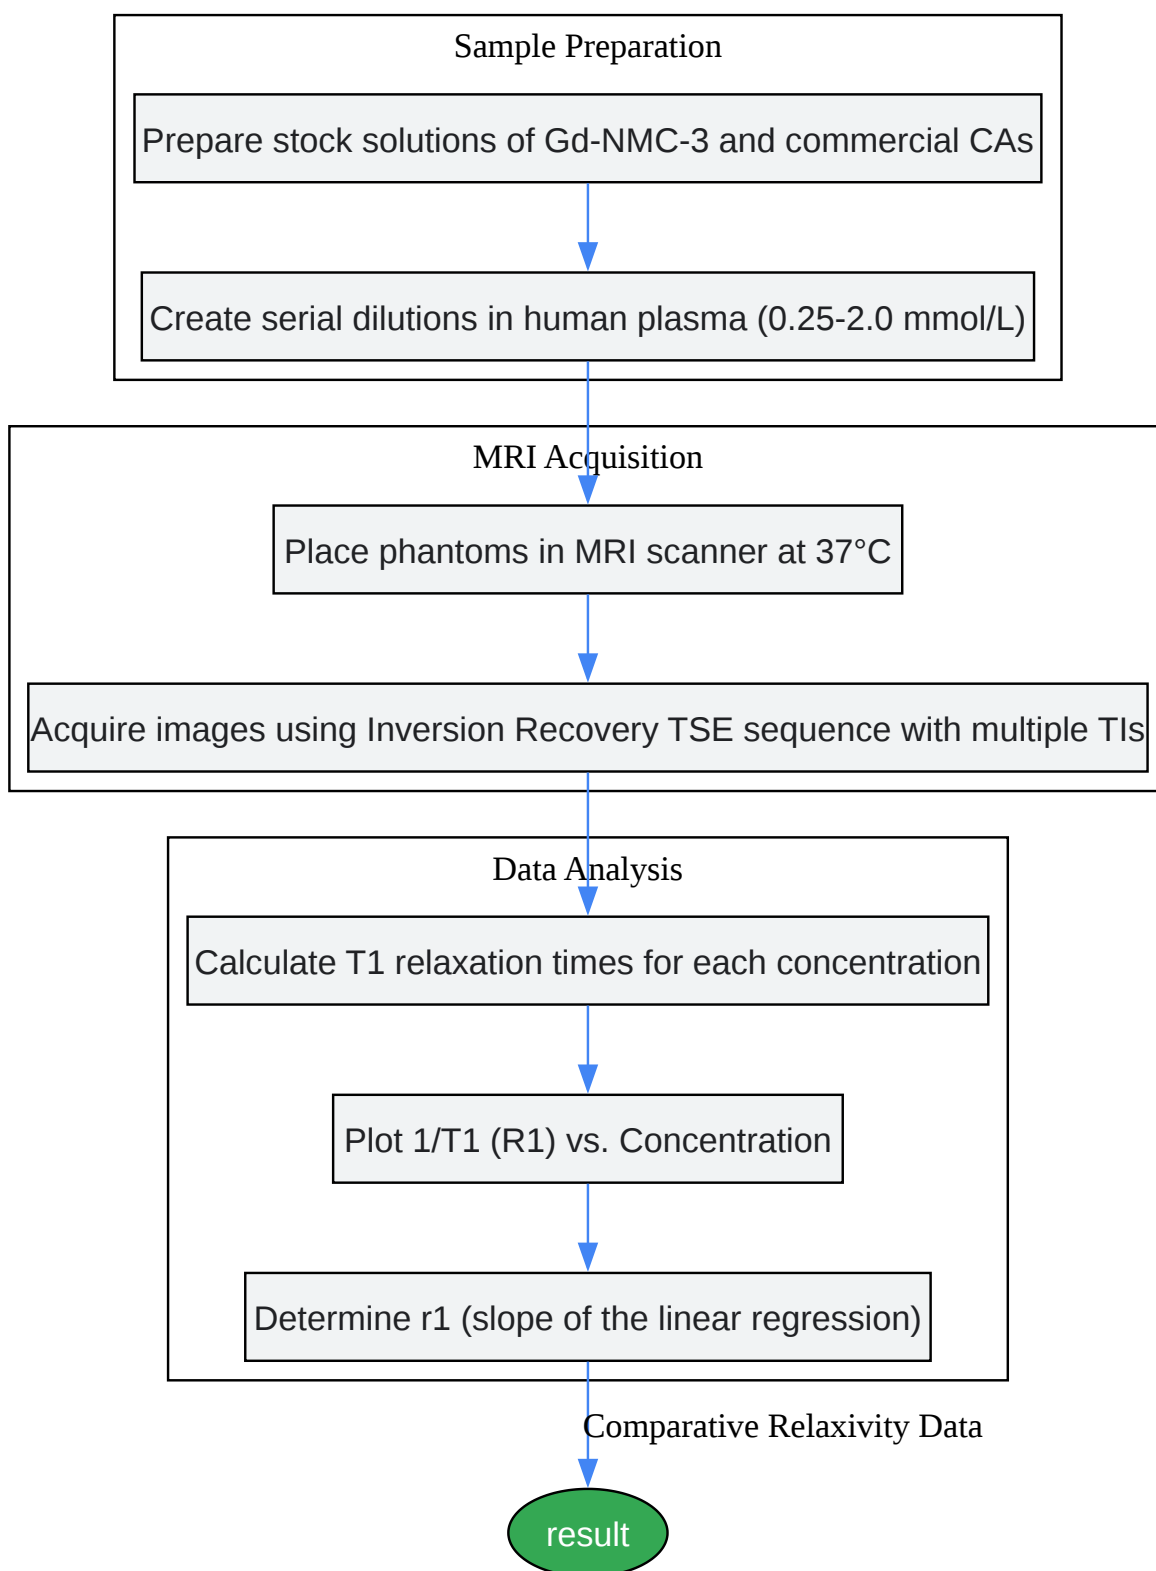 Sample Preparation
Prepare stock solutions of Gd-NMC-3 and commercial CAs
Create serial dilutions in human plasma (0.25-2.0 mmol/L)
MRI Acquisition
Place phantoms in MRI scanner at 37°C
Acquire images using Inversion Recovery TSE sequence with multiple TIs
Data Analysis
Calculate T1 relaxation times for each concentration
Plot 1/T1 (R1) vs. Concentration
Determine r1 (slope of the linear regression)
Comparative Relaxivity Data
result